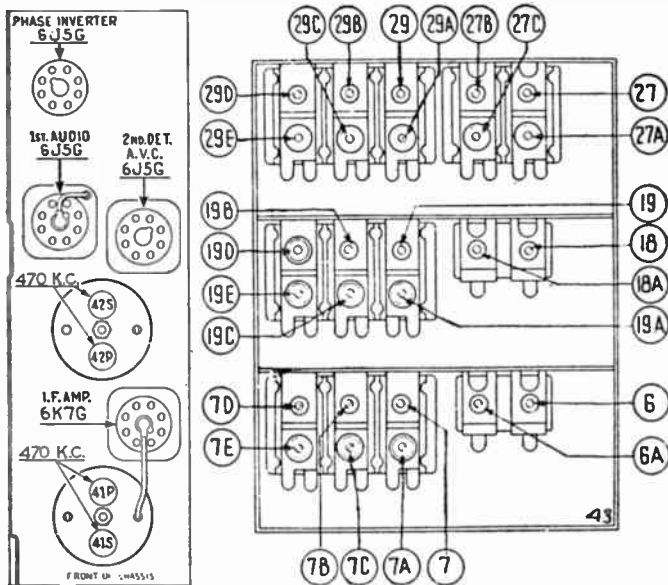 PHASE INVERTER
6J5G
1ST. AUDIO
6J5G
2ND. DET.
A.V.C.
6J5G
470 K.C.
42S
42P
I.F. AMP.
6K7G
470 K.C.
41P
41S
FRONT OF CHASSIS
29C
29B
29
29A
27B
27C
29D
27
29E
27A
19B
19
19D
18
18A
19E
19C
19A
7D
6
7E
6A
7B
7C
7A
7
43